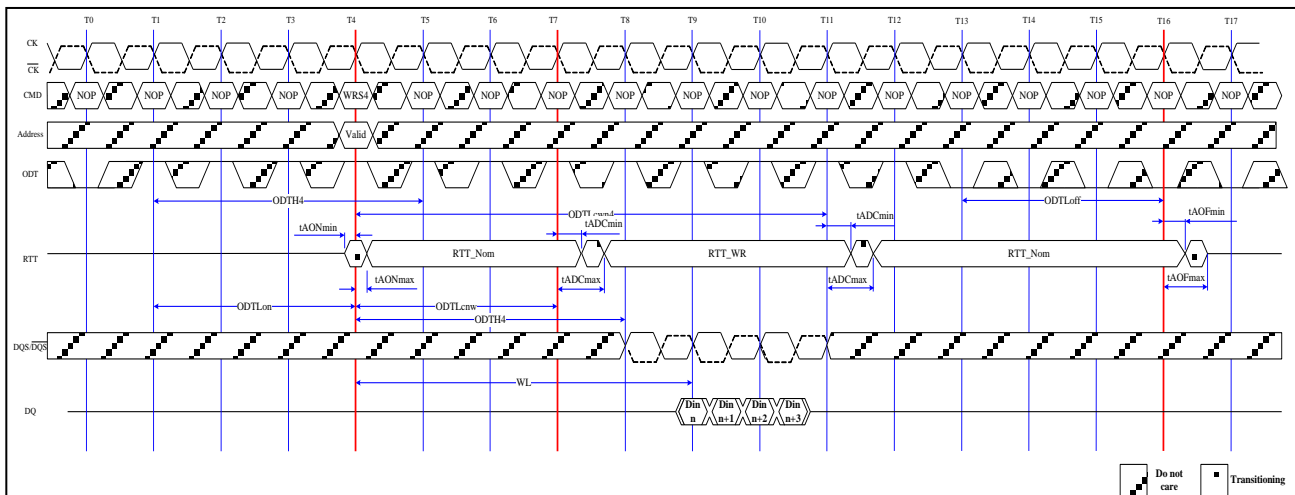 T0 T1 T2 T3 T4 T5 T6 T7 T8 T9 T10 T11 T12 T13 T14 T15 T16 T17
CK
CK
CMD NOP NOP NOP NOP WRS4 NOP NOP NOP NOP NOP NOP NOP NOP NOP NOP NOP NOP NOP
Address Valid
ODT
ODTH4 ODTLcwn4 ODTLoff
tAONmin tADCmin tADCmin tAOFmin
RTT RTT_Nom RTT_WR RTT_Nom
tAONmax tADCmax tADCmax tAOFmax
ODTLon ODTLcnw
ODTH4
DQS/DQS
WL
DQ Din n Din n+1 Din n+2 Din n+3
Do not care Transitioning